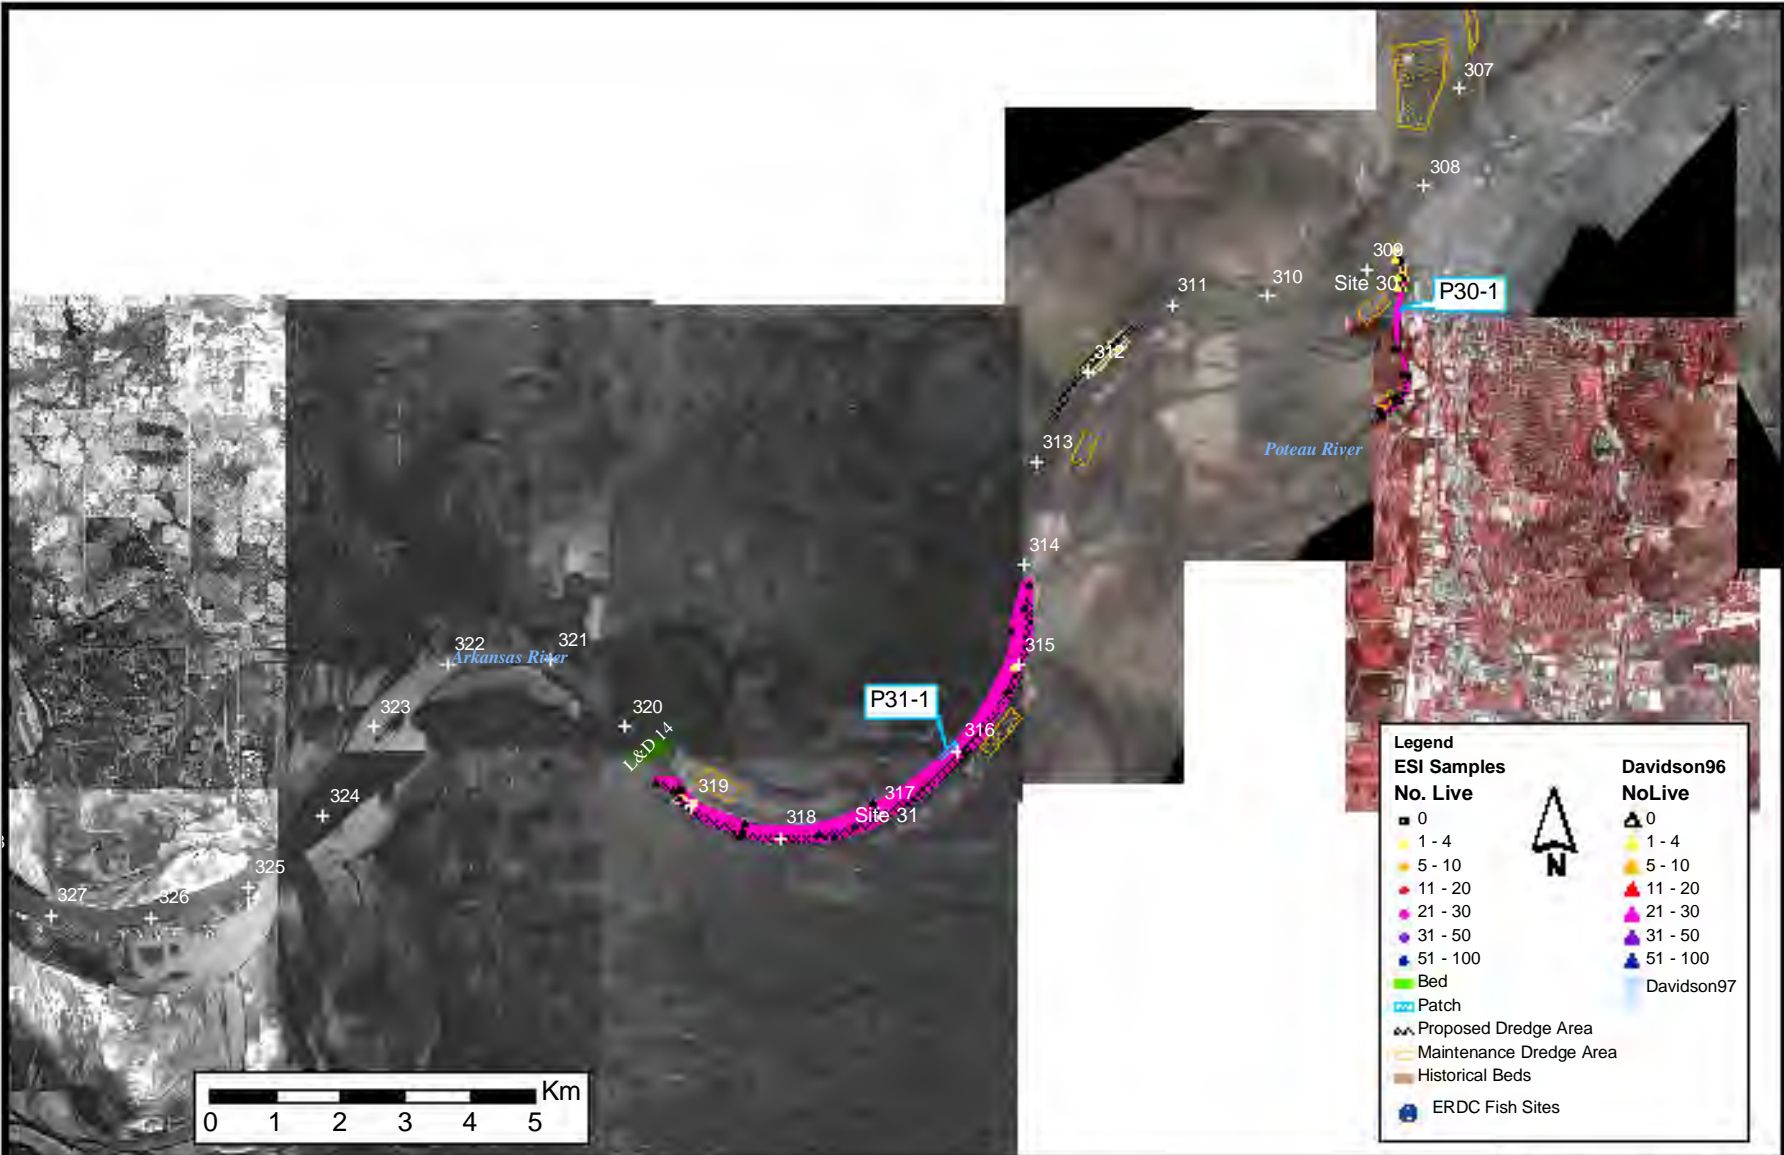 307
308
309
Site 30
P30-1
310
311
312
313
Poteau River
314
315
P31-1
316
317
Site 31
318
319
L&D 14
320
321
322
Arkansas River
323
324
325
326
327
Km
0 1 2 3 4 5
Legend
ESI Samples
No. Live
0
1 - 4
5 - 10
11 - 20
21 - 30
31 - 50
51 - 100
Bed
Patch
Proposed Dredge Area
Maintenance Dredge Area
Historical Beds
ERDC Fish Sites
N
Davidson96
NoLive
0
1 - 4
5 - 10
11 - 20
21 - 30
31 - 50
51 - 100
Davidson97